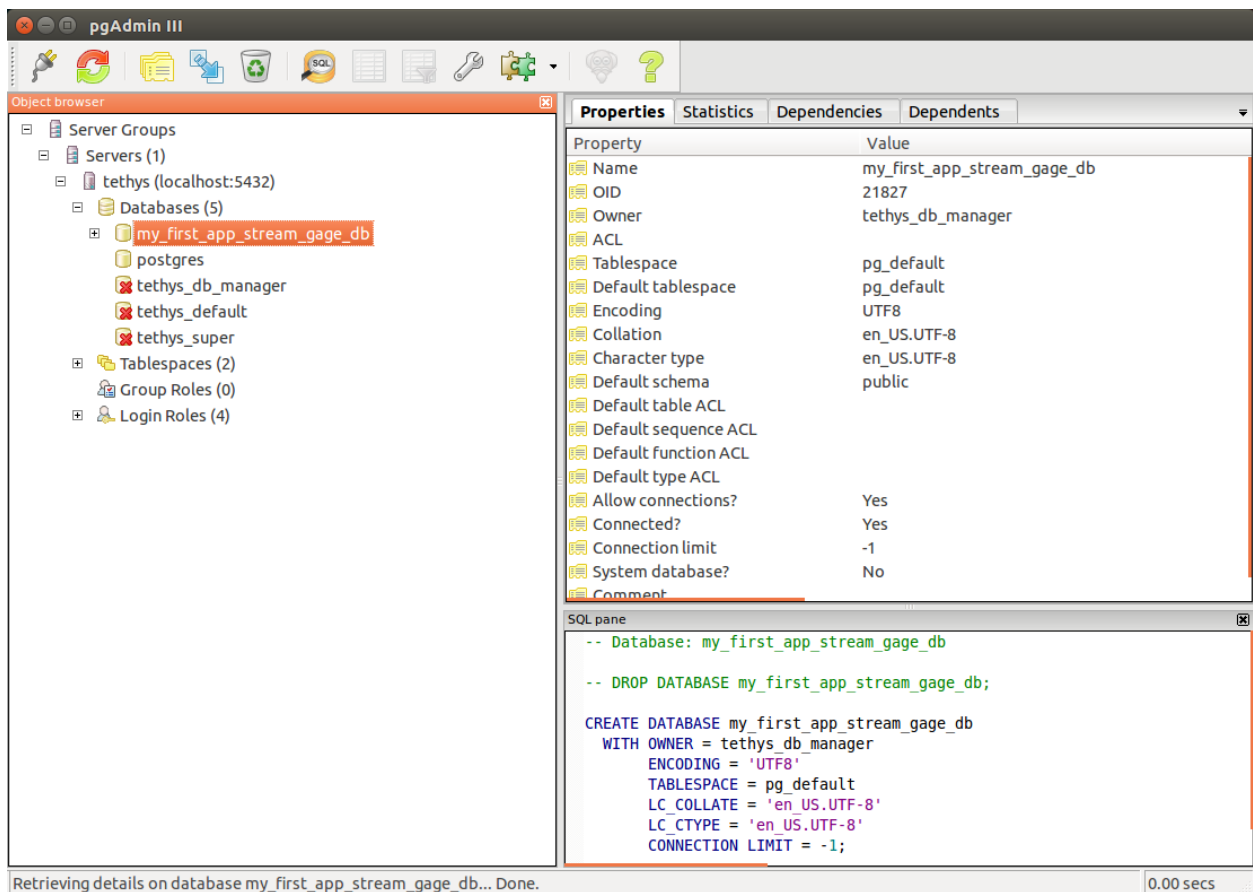 pgAdmin III
SQL
Object browser
Server Groups
Servers (1)
tethys (localhost:5432)
Databases (5)
my_first_app_stream_gage_db
postgres
tethys_db_manager
tethys_default
tethys_super
Tablespaces (2)
Group Roles (0)
Login Roles (4)
Properties Statistics Dependencies Dependents
Property Value
Name my_first_app_stream_gage_db
OID 21827
Owner tethys_db_manager
ACL
Tablespace pg_default
Default tablespace pg_default
Encoding UTF8
Collation en_US.UTF-8
Character type en_US.UTF-8
Default schema public
Default table ACL
Default sequence ACL
Default function ACL
Default type ACL
Allow connections? Yes
Connected? Yes
Connection limit -1
System database? No
Comment
SQL pane
-- Database: my_first_app_stream_gage_db
-- DROP DATABASE my_first_app_stream_gage_db;
CREATE DATABASE my_first_app_stream_gage_db
WITH OWNER = tethys_db_manager
ENCODING = 'UTF8'
TABLESPACE = pg_default
LC_COLLATE = 'en_US.UTF-8'
LC_CTYPE = 'en_US.UTF-8'
CONNECTION LIMIT = -1;
Retrieving details on database my_first_app_stream_gage_db... Done. 0.00 secs